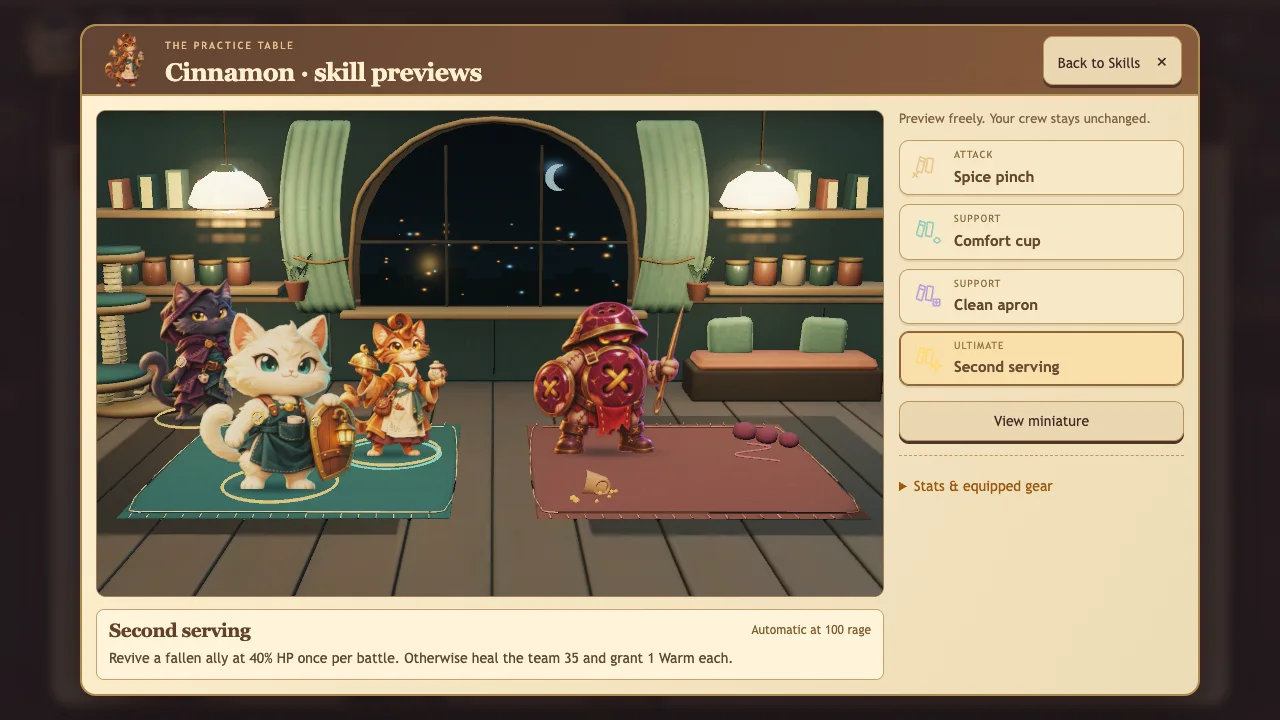 THE PRACTICE TABLE
Cinnamon · skill previews
Back to Skills ✕
Preview freely. Your crew stays unchanged.
ATTACK
Spice pinch
SUPPORT
Comfort cup
SUPPORT
Clean apron
ULTIMATE
Second serving
View miniature
▶ Stats & equipped gear
Second serving
Automatic at 100 rage
Revive a fallen ally at 40% HP once per battle. Otherwise heal the team 35 and grant 1 Warm each.